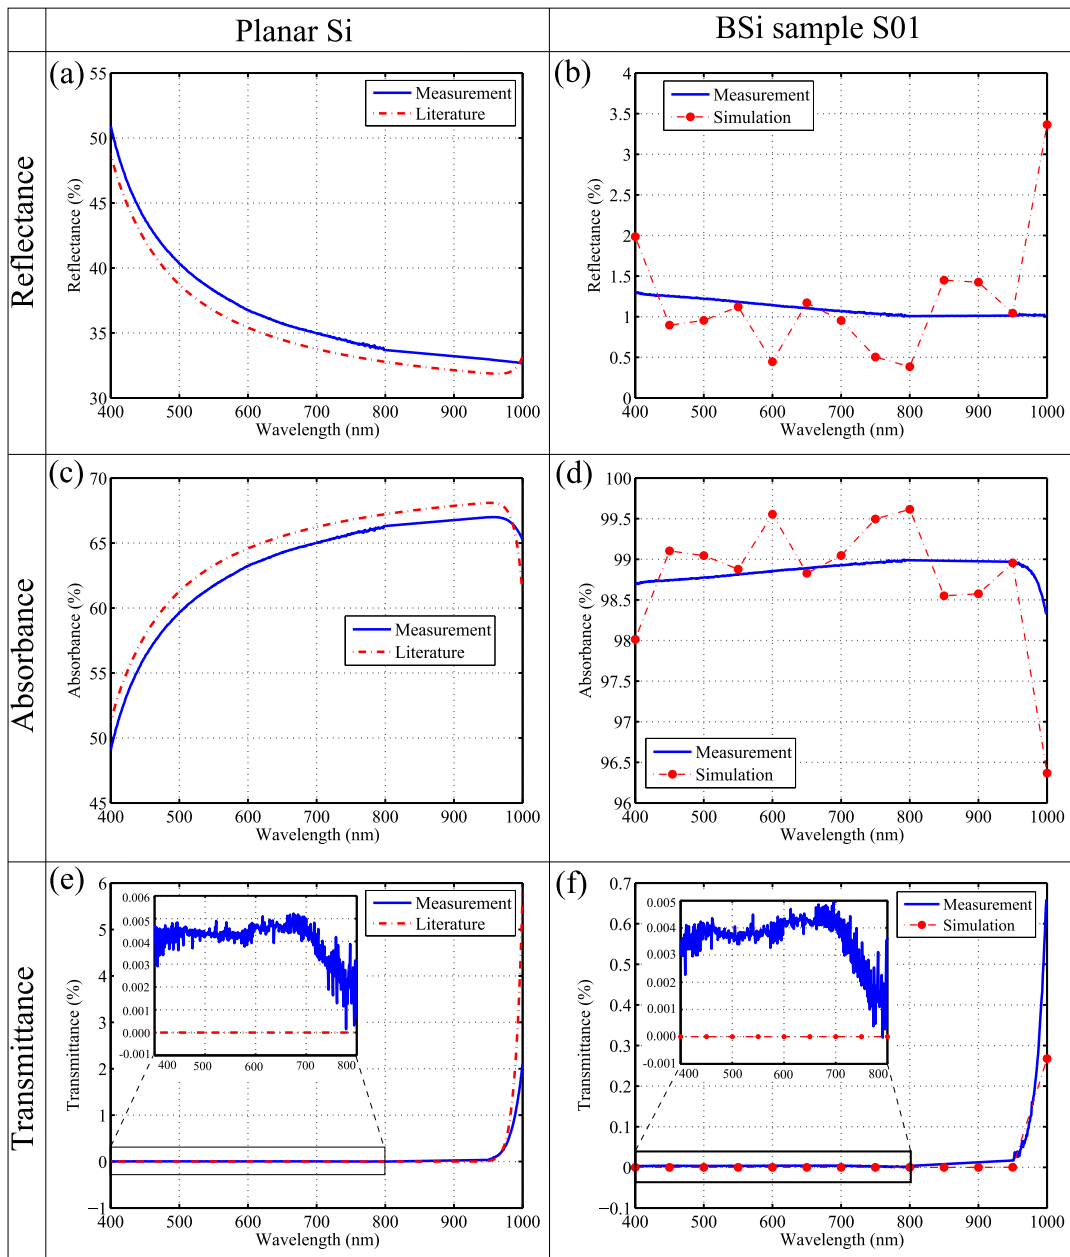 Planar Si
BSi sample S01
Reflectance
(a)
55
50
45
40
35
30
Reflectance (%)
Measurement
Literature
400 500 600 700 800 900 1000
Wavelength (nm)
(b)
4
3.5
3
2.5
2
1.5
1
0.5
0
Reflectance (%)
Measurement
Simulation
400 500 600 700 800 900 1000
Wavelength (nm)
Absorbance
(c)
70
65
60
55
50
45
Absorbance (%)
Measurement
Literature
400 500 600 700 800 900 1000
Wavelength (nm)
(d)
100
99.5
99
98.5
98
97.5
97
96.5
96
Absorbance (%)
Measurement
Simulation
400 500 600 700 800 900 1000
Wavelength (nm)
Transmittance
(e)
6
5
4
3
2
1
0
−1
Transmittance (%)
0.006
0.005
0.004
0.003
0.002
0.001
0.000
-0.001
400 500 600 700 800
Measurement
Literature
400 500 600 700 800 900 1000
Wavelength (nm)
(f)
0.7
0.6
0.5
0.4
0.3
0.2
0.1
0
−0.1
Transmittance (%)
0.005
0.004
0.003
0.002
0.001
0.000
-0.001
400 500 600 700 800
Measurement
Simulation
400 500 600 700 800 900 1000
Wavelength (nm)